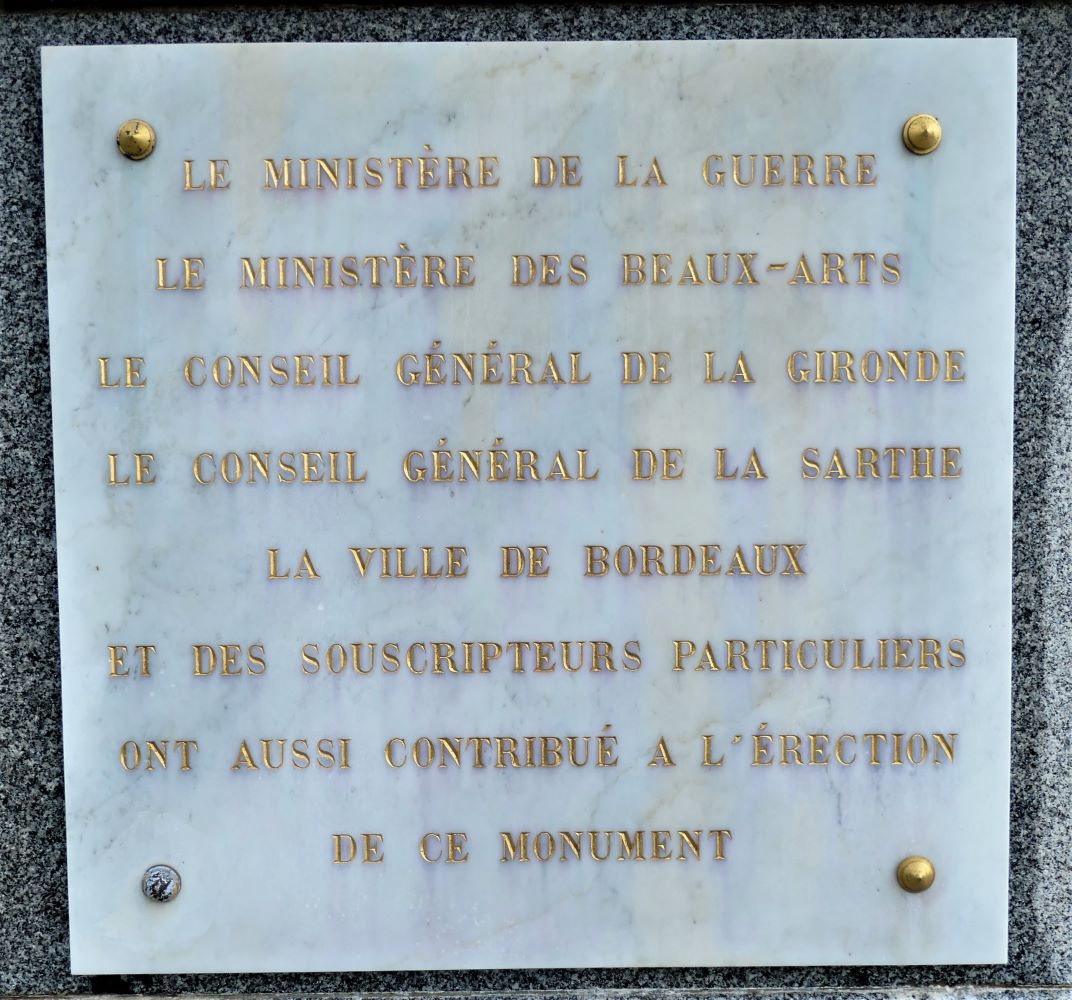 LE MINISTÈRE DE LA GUERRE
LE MINISTÈRE DES BEAUX-ARTS
LE CONSEIL GÉNÉRAL DE LA GIRONDE
LE CONSEIL GÉNÉRAL DE LA SARTHE
LA VILLE DE BORDEAUX
ET DES SOUSCRIPTEURS PARTICULIERS
ONT AUSSI CONTRIBUÉ A L'ÉRECTION
DE CE MONUMENT